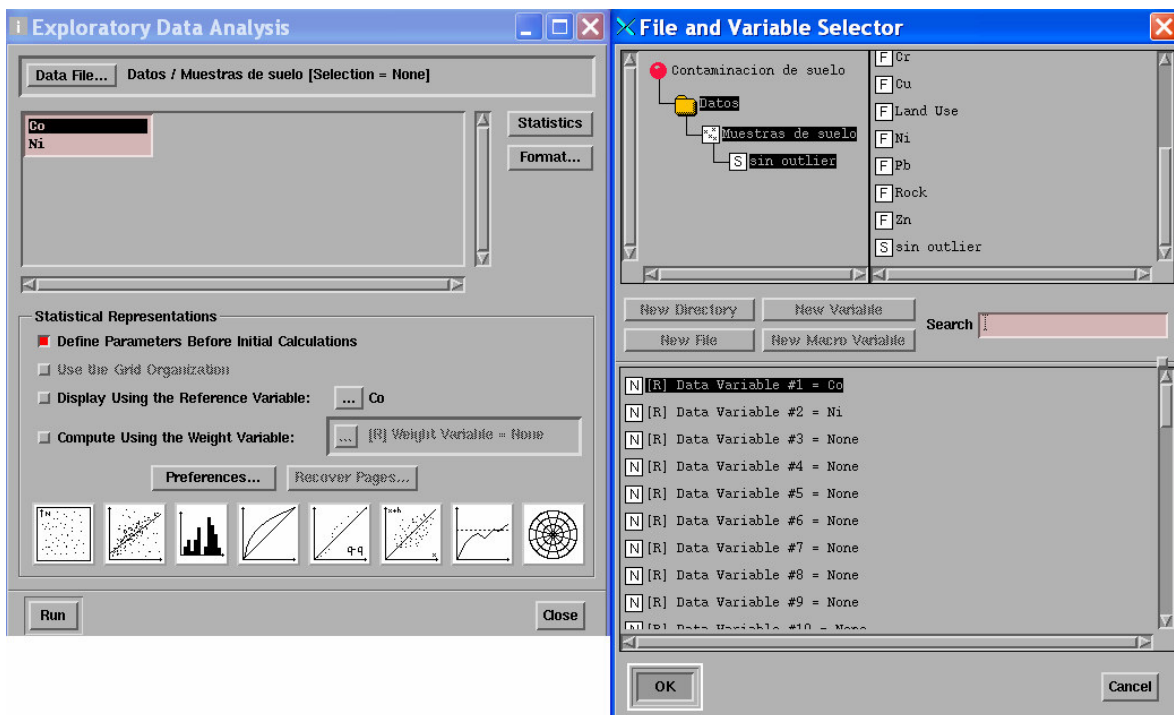 Exploratory Data Analysis
Data File... Datos / Muestras de suelo [Selection = None]
Co
Ni
Statistics
Format...
Statistical Representations
Define Parameters Before Initial Calculations
Use the Grid Organization
Display Using the Reference Variable: ... Co
Compute Using the Weight Variable: ... [R] Weight Variable = None
Preferences... Recover Pages...
N
q-q
x+h
x
Run Close
File and Variable Selector
Contaminacion de suelo
Datos
Muestras de suelo
S sin outlier
F Cr
F Cu
F Land Use
F Ni
F Pb
F Rock
F Zn
S sin outlier
New Directory New Variable
New File New Macro Variable
Search
N [R] Data Variable #1 = Co
N [R] Data Variable #2 = Ni
N [R] Data Variable #3 = None
N [R] Data Variable #4 = None
N [R] Data Variable #5 = None
N [R] Data Variable #6 = None
N [R] Data Variable #7 = None
N [R] Data Variable #8 = None
N [R] Data Variable #9 = None
N [R] Data Variable #10 = None
OK Cancel